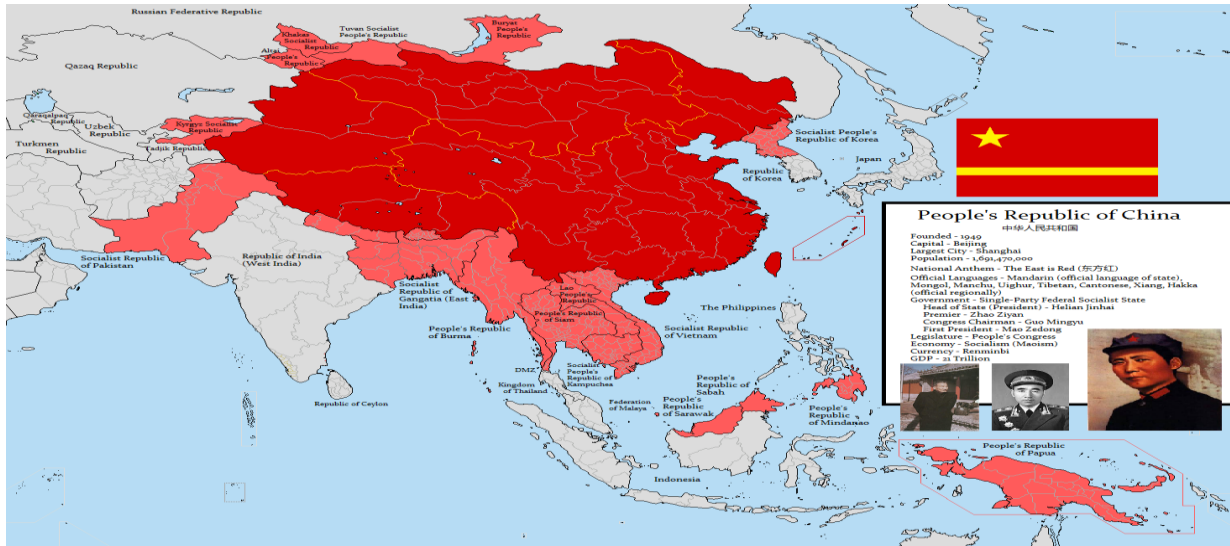 Russian Federative Republic
Buryat
People's
Republic
Khakas
Socialist
Republic
Tuvan Socialist
People's Republic
Altai
People's Republic
Qazaq Republic
Qaraqalpaq
Republic
Uzbek
Republic
Turkmen
Republic
Kyrgyz Socialist
Republic
Tadjik Republic
Socialist People's
Republic of Korea
Republic
of Korea
Japan
Socialist Republic
of Pakistan
Republic of India
(West India)
Socialist
Republic of
Gangatia (East
India)
People's Republic
of Burma
Lao
People's
Republic
People's Republic
of Siam
Socialist Republic
of Vietnam
The Philippines
DMZ
Kingdom
of Thailand
Socialist
People's
Republic of
Kampuchea
Republic of Ceylon
Federation
of Malaya
People's
Republic of
Sabah
People's
Republic
of Sarawak
People's
Republic
of Mindanao
Indonesia
People's Republic
of Papua
People's Republic of China
中华人民共和国
Founded - 1949
Capital - Beijing
Largest City - Shanghai
Population - 1,691,470,000
National Anthem - The East is Red (东方红)
Official Languages - Mandarin (official language of state),
Mongol, Manchu, Uighur, Tibetan, Cantonese, Xiang, Hakka
(official regionally)
Government - Single-Party Federal Socialist State
Head of State (President) - Helian Jinhai
Premier - Zhao Ziyan
Congress Chairman - Guo Mingyu
First President - Mao Zedong
Legislature - People's Congress
Economy - Socialism (Maoism)
Currency - Renminbi
GDP - 21 Trillion